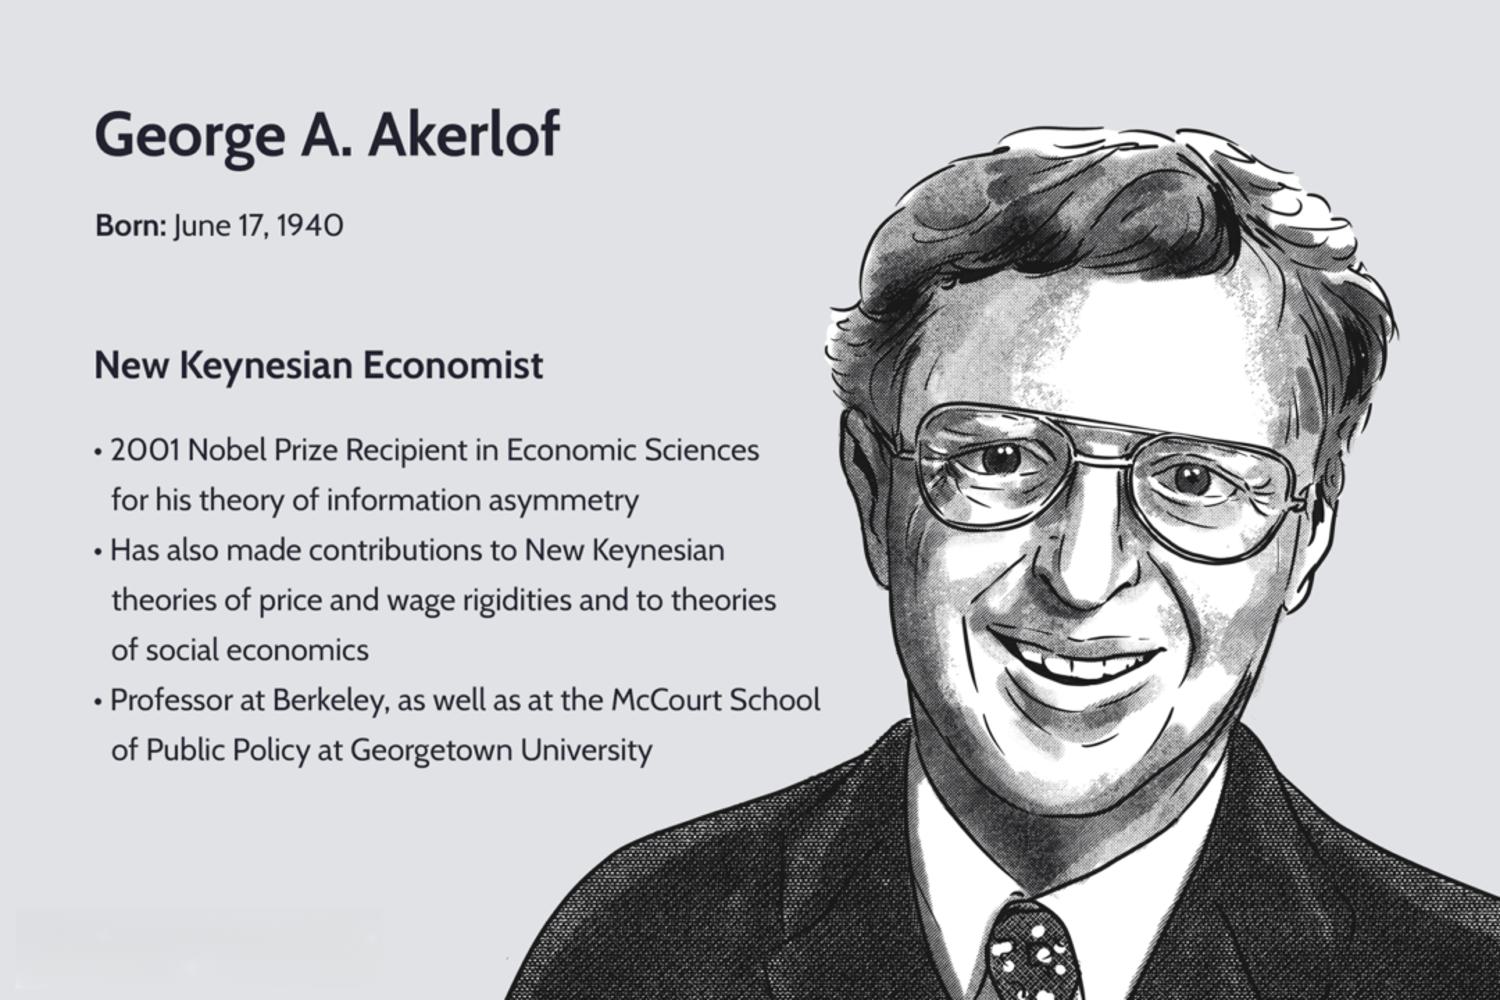 George A. Akerlof
Born: June 17, 1940
New Keynesian Economist
• 2001 Nobel Prize Recipient in Economic Sciences
for his theory of information asymmetry
• Has also made contributions to New Keynesian
theories of price and wage rigidities and to theories
of social economics
• Professor at Berkeley, as well as at the McCourt School
of Public Policy at Georgetown University